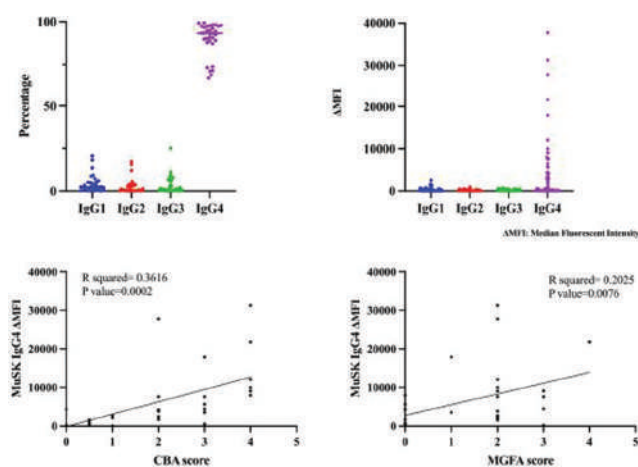 100
50
0
Percentage
IgG1 IgG2 IgG3 IgG4
40000
30000
20000
10000
0
ΔMFI
IgG1 IgG2 IgG3 IgG4
ΔMFI: Median Fluorescent Intensity
40000
30000
20000
10000
0
MuSK IgG4 ΔMFI
R squared= 0.3616
P value=0.0002
0 1 2 3 4 5
CBA score
40000
30000
20000
10000
0
MuSK IgG4 ΔMFI
R squared= 0.2025
P value=0.0076
0 1 2 3 4 5
MGFA score